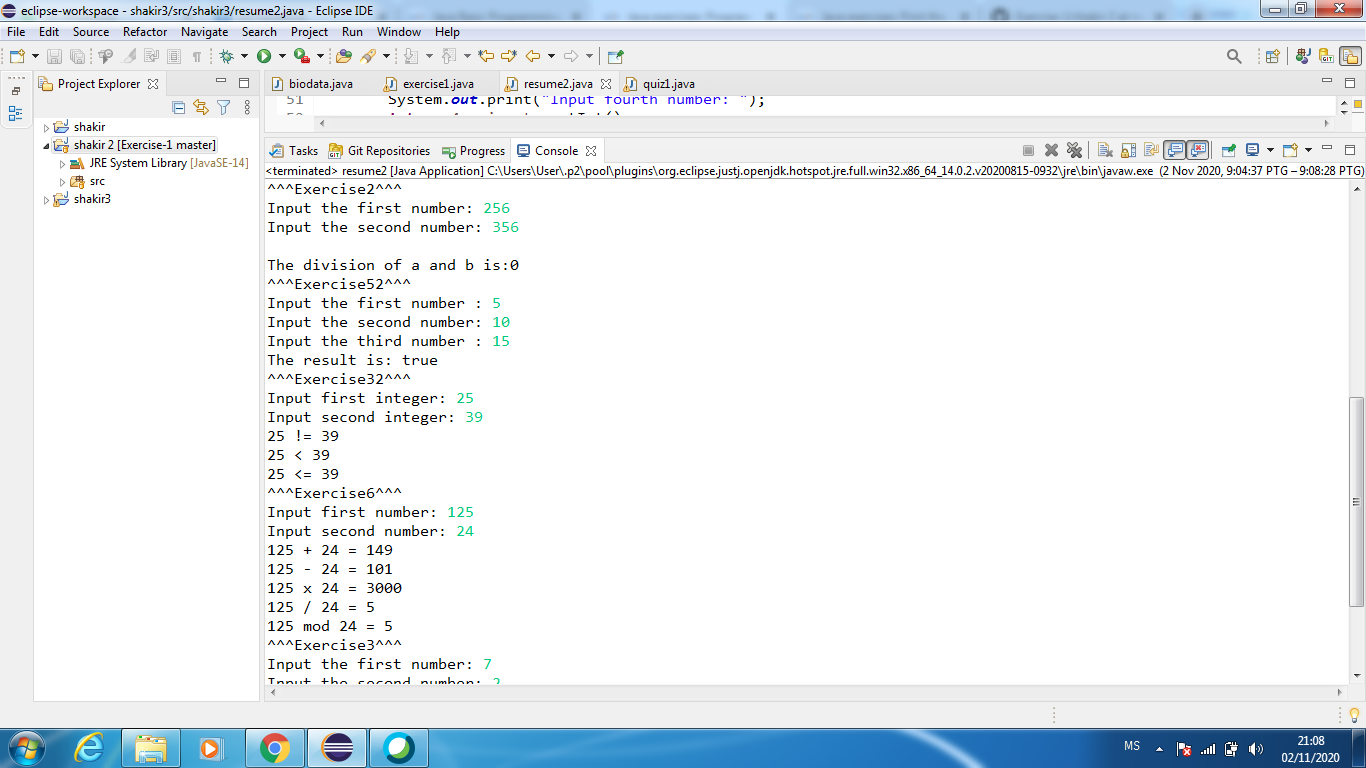 eclipse-workspace - shakir3/src/shakir3/resume2.java - Eclipse IDE
File Edit Source Refactor Navigate Search Project Run Window Help
Project Explorer
shakir
shakir 2 [Exercise-1 master]
JRE System Library [JavaSE-14]
src
shakir3
biodata.java exercise1.java resume2.java quiz1.java
51 System.out.print("Input fourth number: ");
Tasks Git Repositories Progress Console
<terminated> resume2 [Java Application] C:\Users\User\.p2\pool\plugins\org.eclipse.justj.openjdk.hotspot.jre.full.win32.x86_64_14.0.2.v20200815-0932\jre\bin\javaw.exe (2 Nov 2020, 9:04:37 PTG – 9:08:28 PTG)
^^^Exercise2^^^
Input the first number: 256
Input the second number: 356
The division of a and b is:0
^^^Exercise52^^^
Input the first number : 5
Input the second number: 10
Input the third number : 15
The result is: true
^^^Exercise32^^^
Input first integer: 25
Input second integer: 39
25 != 39
25 < 39
25 <= 39
^^^Exercise6^^^
Input first number: 125
Input second number: 24
125 + 24 = 149
125 - 24 = 101
125 x 24 = 3000
125 / 24 = 5
125 mod 24 = 5
^^^Exercise3^^^
Input the first number: 7
Input the second number: 2
MS
21:08
02/11/2020